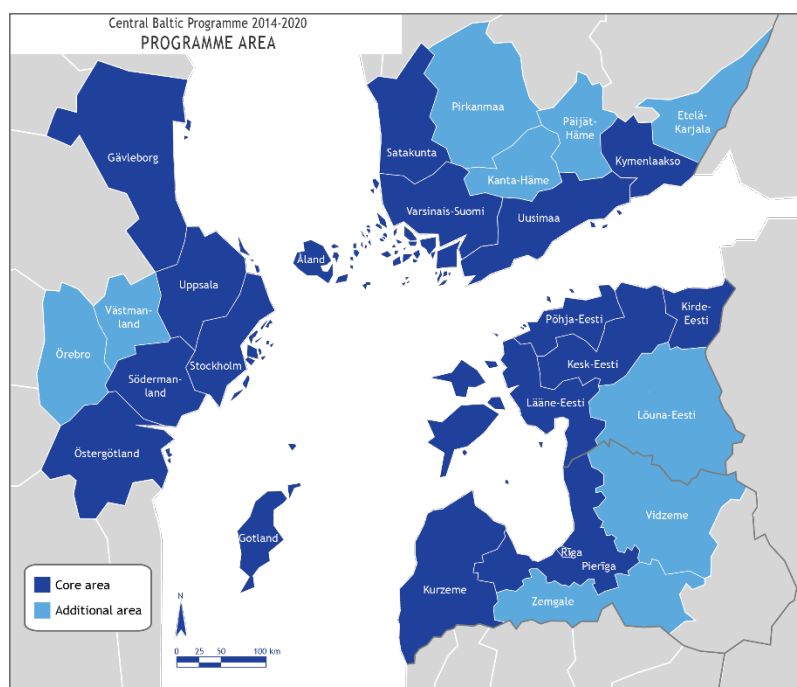 Central Baltic Programme 2014-2020
PROGRAMME AREA
Pirkanmaa
Päijät-
Häme
Etelä-
Karjala
Gävleborg
Satakunta
Kymenlaakso
Kanta-Häme
Varsinais-Suomi
Uusimaa
Åland
Uppsala
Västman-
land
Põhja-Eesti
Kirde-
Eesti
Örebro
Stockholm
Kesk-Eesti
Söderman-
land
Lääne-Eesti
Lõuna-Eesti
Östergötland
Vidzeme
Gotland
Rīga
Pierīga
Core area
Kurzeme
Zemgale
Additional area
N
0 25 50 100 km